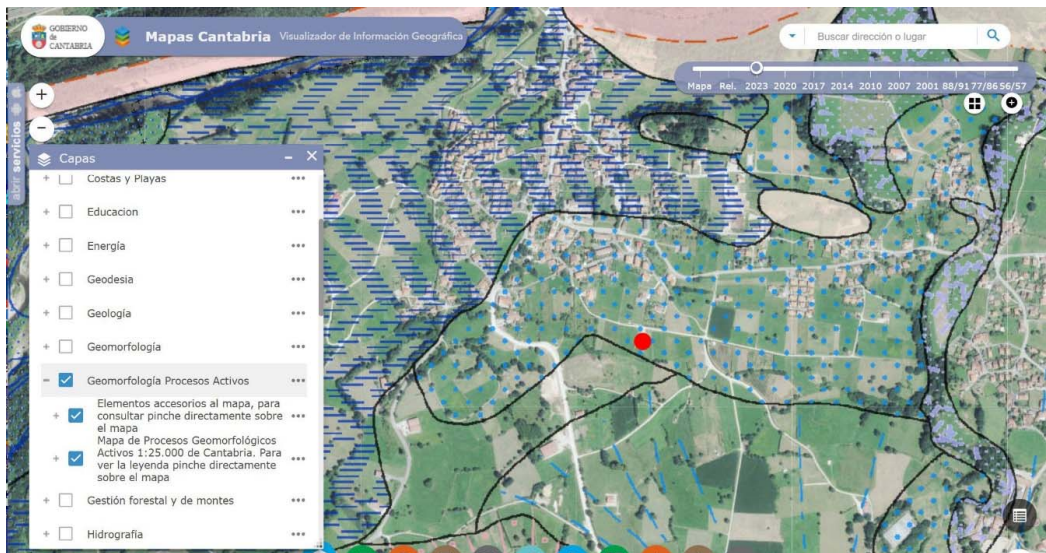 GOBIERNO
de
CANTABRIA
Mapas Cantabria Visualizador de Información Geográfica
Buscar dirección o lugar
Mapa Rei. 2023 2020 2017 2014 2010 2007 2001 88/91 77/86 56/57
+
−
abrir servicios
Capas
Costas y Playas
Educacion
Energía
Geodesia
Geología
Geomorfología
Geomorfología Procesos Activos
Elementos accesorios al mapa, para
consultar pinche directamente sobre
el mapa
Mapa de Procesos Geomorfológicos
Activos 1:25.000 de Cantabria. Para
ver la leyenda pinche directamente
sobre el mapa
Gestión forestal y de montes
Hidrografía